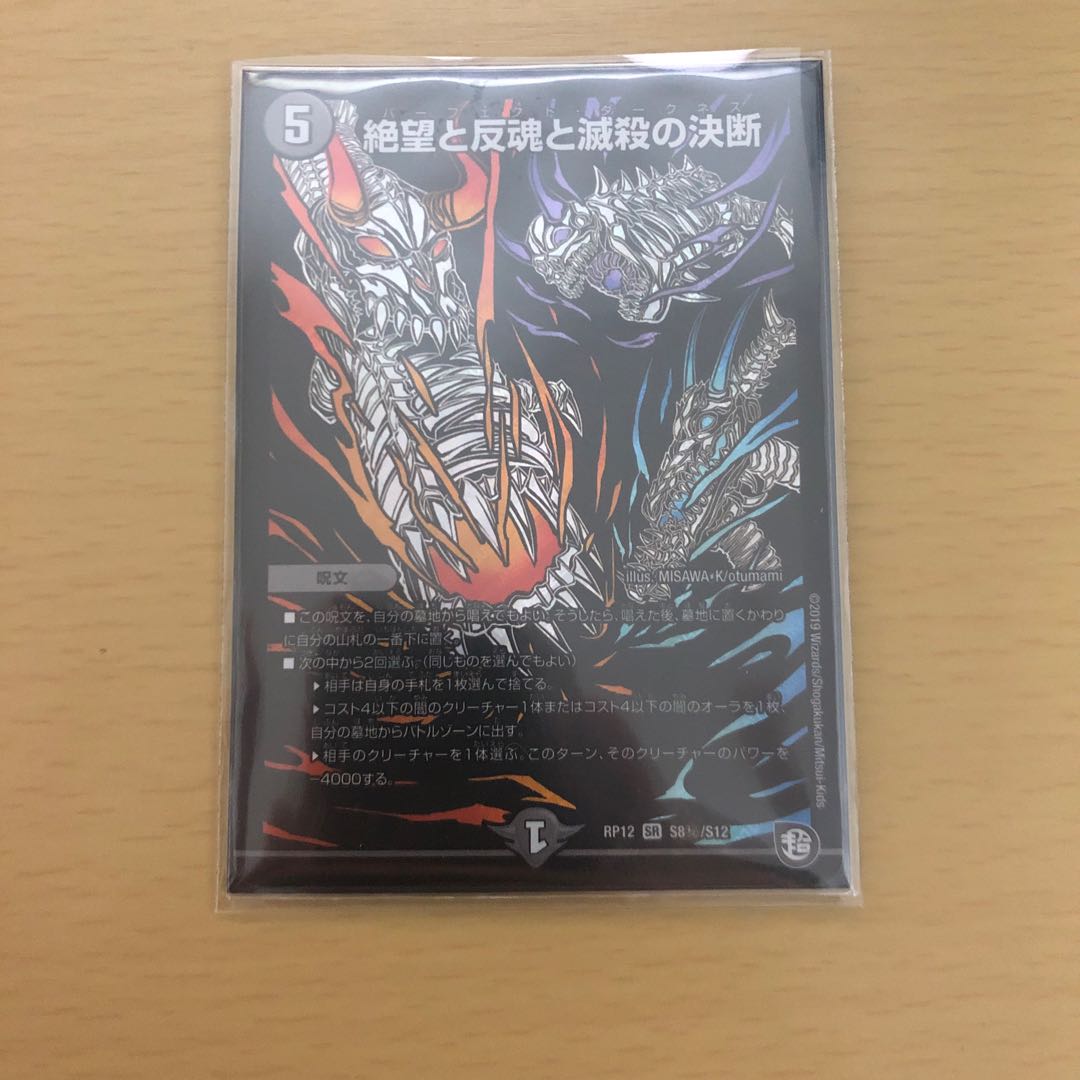 パーフェクト・ダークネス
5
絶望と反魂と滅殺の決断
illus. MISAWA・K/otumami
呪文
■この呪文を、自分の墓地から唱えてもよい。そうしたら、唱えた後、墓地に置くかわり
に自分の山札の一番下に置く。
■次の中から2回選ぶ。(同じものを選んでもよい)
▶相手は自身の手札を1枚選んで捨てる。
▶コスト4以下の闇のクリーチャー1体またはコスト4以下の闇のオーラを1枚、
自分の墓地からバトルゾーンに出す。
▶相手のクリーチャーを1体選ぶ。このターン、そのクリーチャーのパワーを
-4000する。
©2019 Wizards/Shogakukan/Mitsui-Kids
1
RP12 SR S8 /S12
超